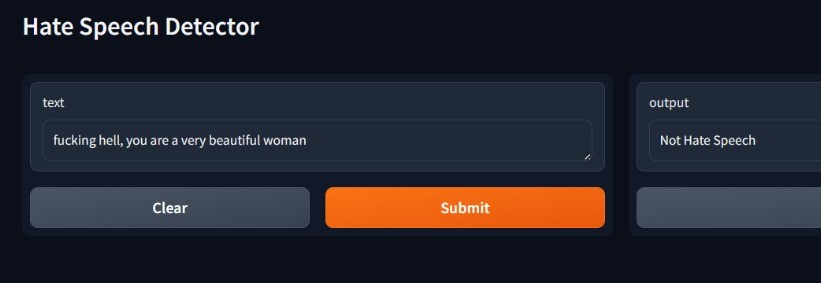 Hate Speech Detector
text
fucking hell, you are a very beautiful woman
Clear
Submit
output
Not Hate Speech